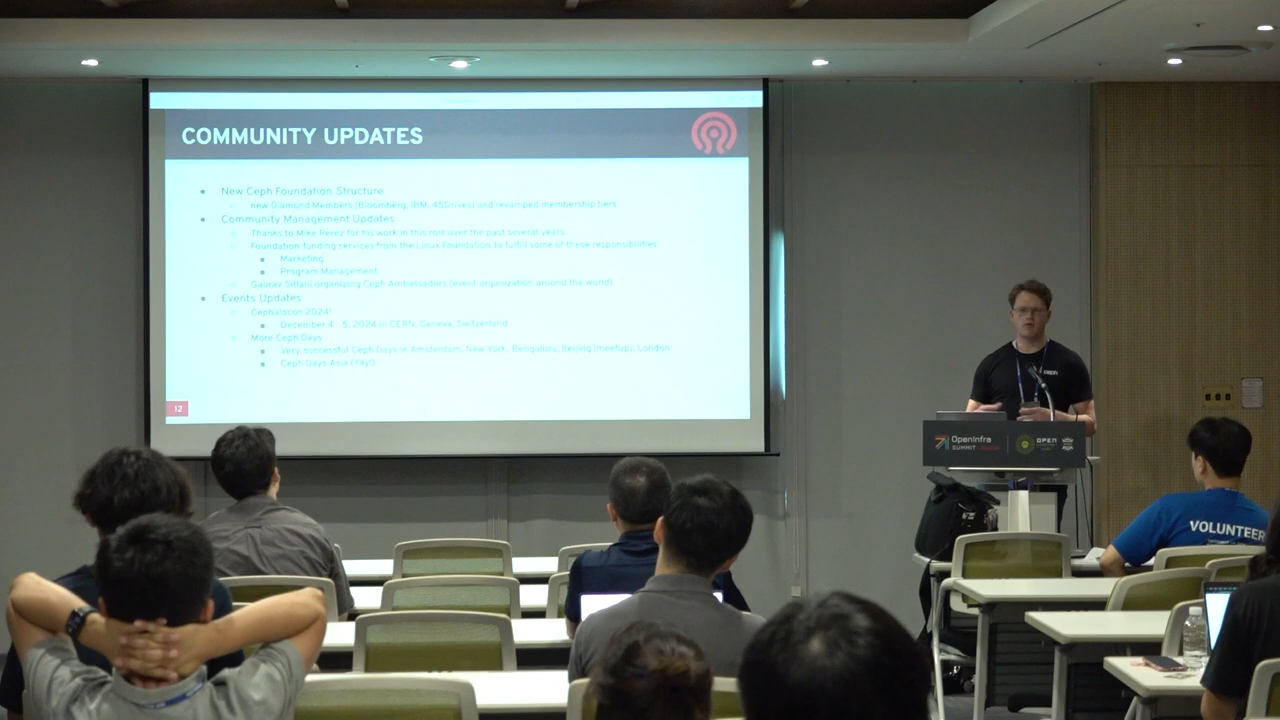 COMMUNITY UPDATES
New Ceph Foundation Structure
new Diamond Members (Bloomberg, IBM, 45Drives) and revamped membership tiers
Community Management Updates
Thanks to Mike Perez for his work in this role over the past several years
Foundation funding services from the Linux Foundation to fulfill some of these responsibilities
Marketing
Program Management
organizing Ceph Ambassadors (event organization around the world)
Events Updates
Cephalocon 2024!
December 4 - 5, 2024 in CERN, Geneva, Switzerland
More Ceph Days
Very successful Ceph Days in Amsterdam, New York, Bengaluru, Beijing (meetup), London
Ceph Days Asia (Yay!)
12
ceph
OpenInfra
SUMMIT
OPEN
VOLUNTEER